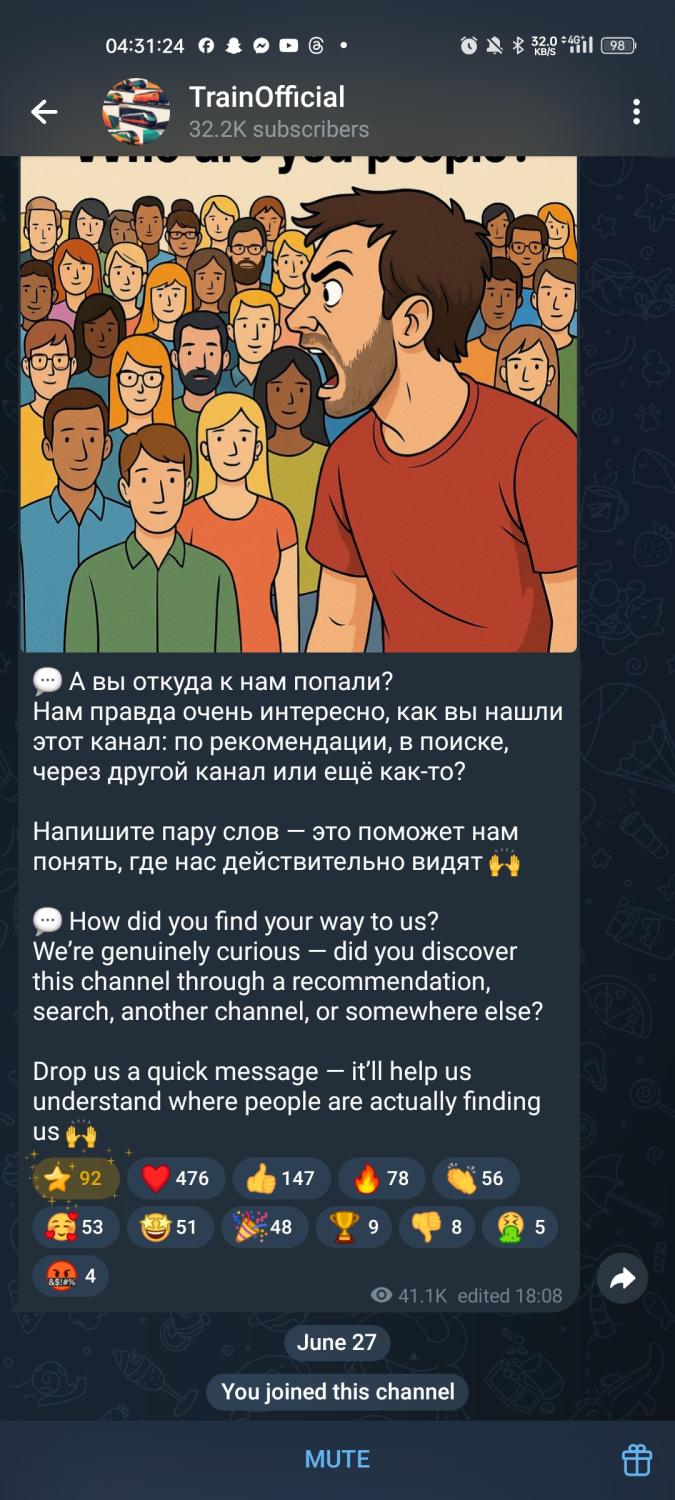 04:31:24
32.0 KB/S 4G+ 98
TrainOfficial
32.2K subscribers
Who are you people?
А вы откуда к нам попали?
Нам правда очень интересно, как вы нашли
этот канал: по рекомендации, в поиске,
через другой канал или ещё как-то?
Напишите пару слов — это поможет нам
понять, где нас действительно видят 🙌
How did you find your way to us?
We’re genuinely curious — did you discover
this channel through a recommendation,
search, another channel, or somewhere else?
Drop us a quick message — it’ll help us
understand where people are actually finding
us 🙌
⭐ 92 ❤️ 476 👍 147 🔥 78 👏 56
🥰 53 🤩 51 🎉 48 🏆 9 👎 8 🤮 5
🤬 4
41.1K edited 18:08
June 27
You joined this channel
MUTE